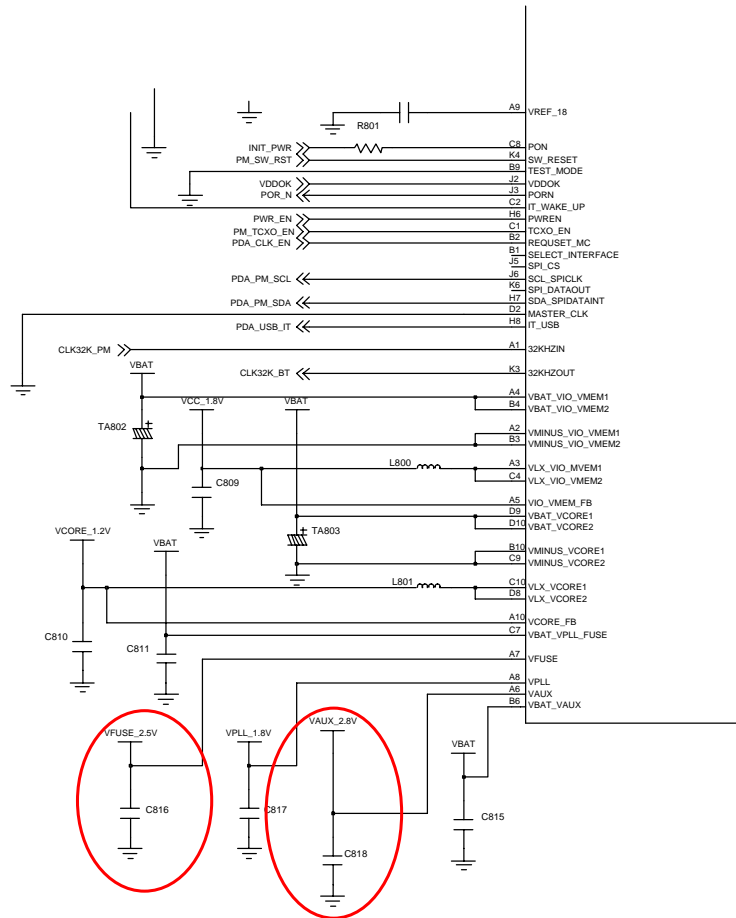 A9 VREF_18
R801
INIT_PWR C8 PON
PM_SW_RST K4 SW_RESET
B9 TEST_MODE
VDDOK J2 VDDOK
POR_N J3 PORN
C2 IT_WAKE_UP
PWR_EN H6 PWREN
PM_TCXO_EN C1 TCXO_EN
PDA_CLK_EN B2 REQUSET_MC
B1 SELECT_INTERFACE
J5 SPI_CS
PDA_PM_SCL J6 SCL_SPICLK
K6 SPI_DATAOUT
PDA_PM_SDA H7 SDA_SPIDATAINT
D2 MASTER_CLK
PDA_USB_IT H8 IT_USB
CLK32K_PM A1 32KHZIN
VBAT CLK32K_BT K3 32KHZOUT
VCC_1.8V VBAT A4 VBAT_VIO_VMEM1
B4 VBAT_VIO_VMEM2
TA802 + A2 VMINUS_VIO_VMEM1
B3 VMINUS_VIO_VMEM2
L800 A3 VLX_VIO_MVEM1
C809 C4 VLX_VIO_VMEM2
A5 VIO_VMEM_FB
D9 VBAT_VCORE1
VCORE_1.2V TA803 + D10 VBAT_VCORE2
VBAT B10 VMINUS_VCORE1
C9 VMINUS_VCORE2
L801 C10 VLX_VCORE1
D8 VLX_VCORE2
A10 VCORE_FB
C810 C811 C7 VBAT_VPLL_FUSE
A7 VFUSE
A8 VPLL
A6 VAUX
B6 VBAT_VAUX
VFUSE_2.5V VPLL_1.8V VAUX_2.8V
VBAT
C816 C817 C815
C818